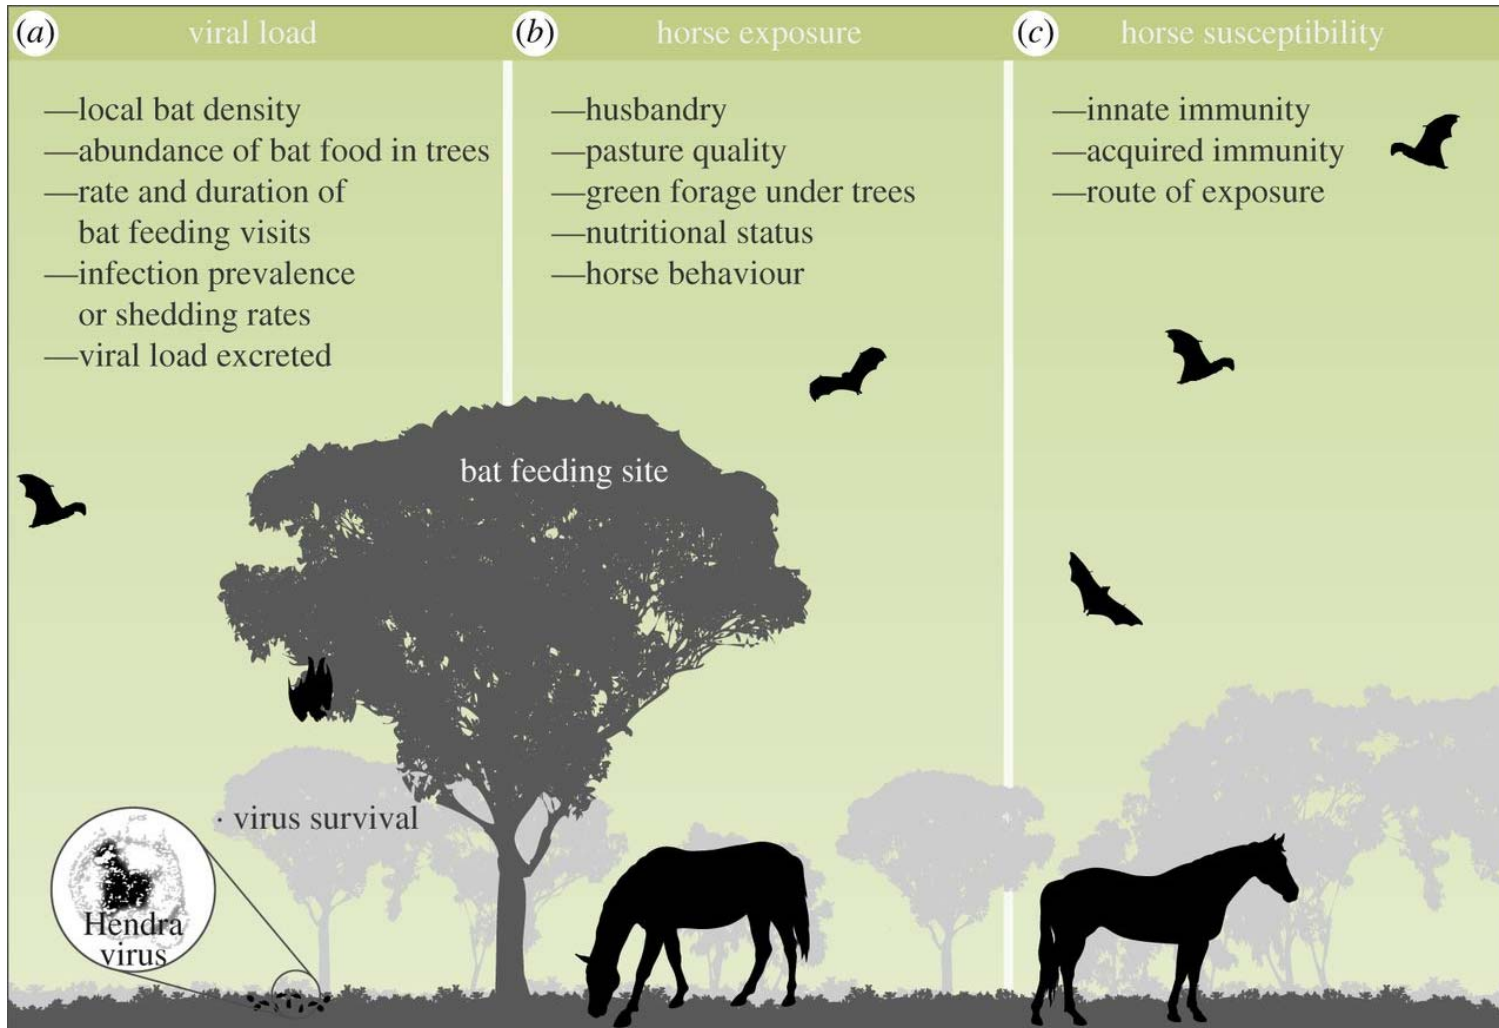 (a) viral load
—local bat density
—abundance of bat food in trees
—rate and duration of
bat feeding visits
—infection prevalence
or shedding rates
—viral load excreted
(b) horse exposure
—husbandry
—pasture quality
—green forage under trees
—nutritional status
—horse behaviour
(c) horse susceptibility
—innate immunity
—acquired immunity
—route of exposure
bat feeding site
· virus survival
Hendra
virus